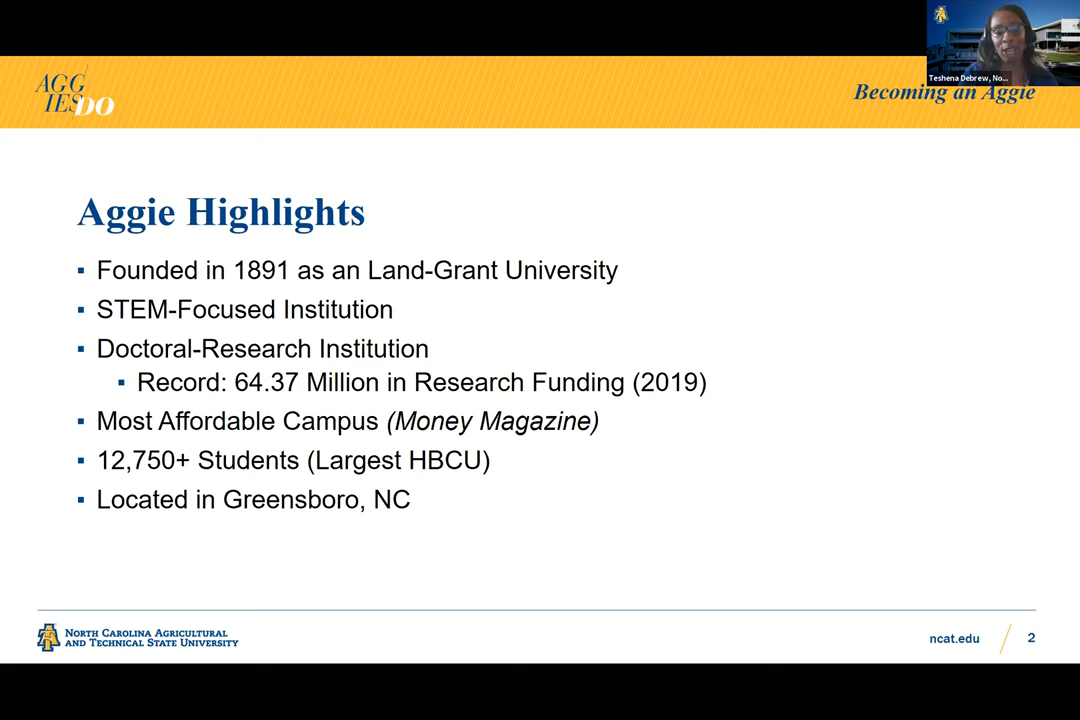 AGG
IESDO
Teshena Debrew, No...
Becoming an Aggie
Aggie Highlights
▪ Founded in 1891 as an Land-Grant University
▪ STEM-Focused Institution
▪ Doctoral-Research Institution
▪ Record: 64.37 Million in Research Funding (2019)
▪ Most Affordable Campus (Money Magazine)
▪ 12,750+ Students (Largest HBCU)
▪ Located in Greensboro, NC
NORTH CAROLINA AGRICULTURAL
AND TECHNICAL STATE UNIVERSITY
ncat.edu
2